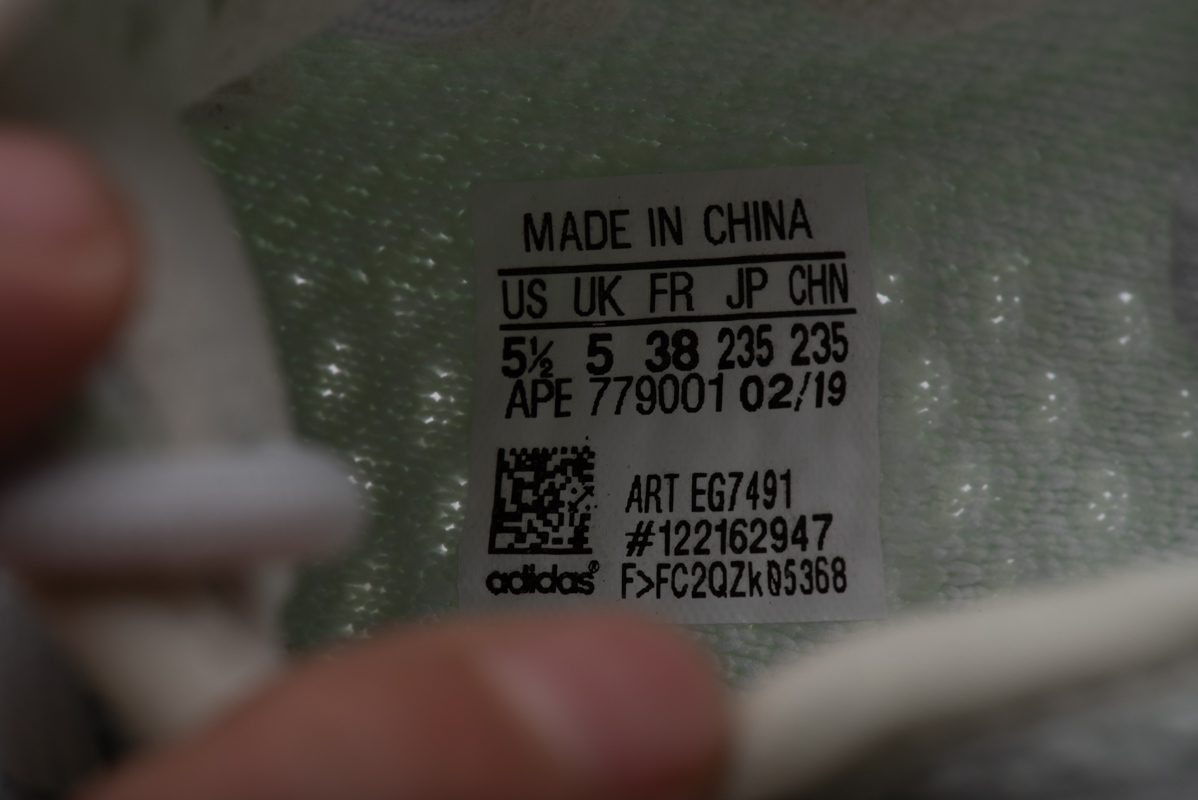 MADE IN CHINA
US UK FR JP CHN
5½ 5 38 235 235
APE 779001 02/19
ART EG7491
#122162947
adidas® F>FC2QZk05368